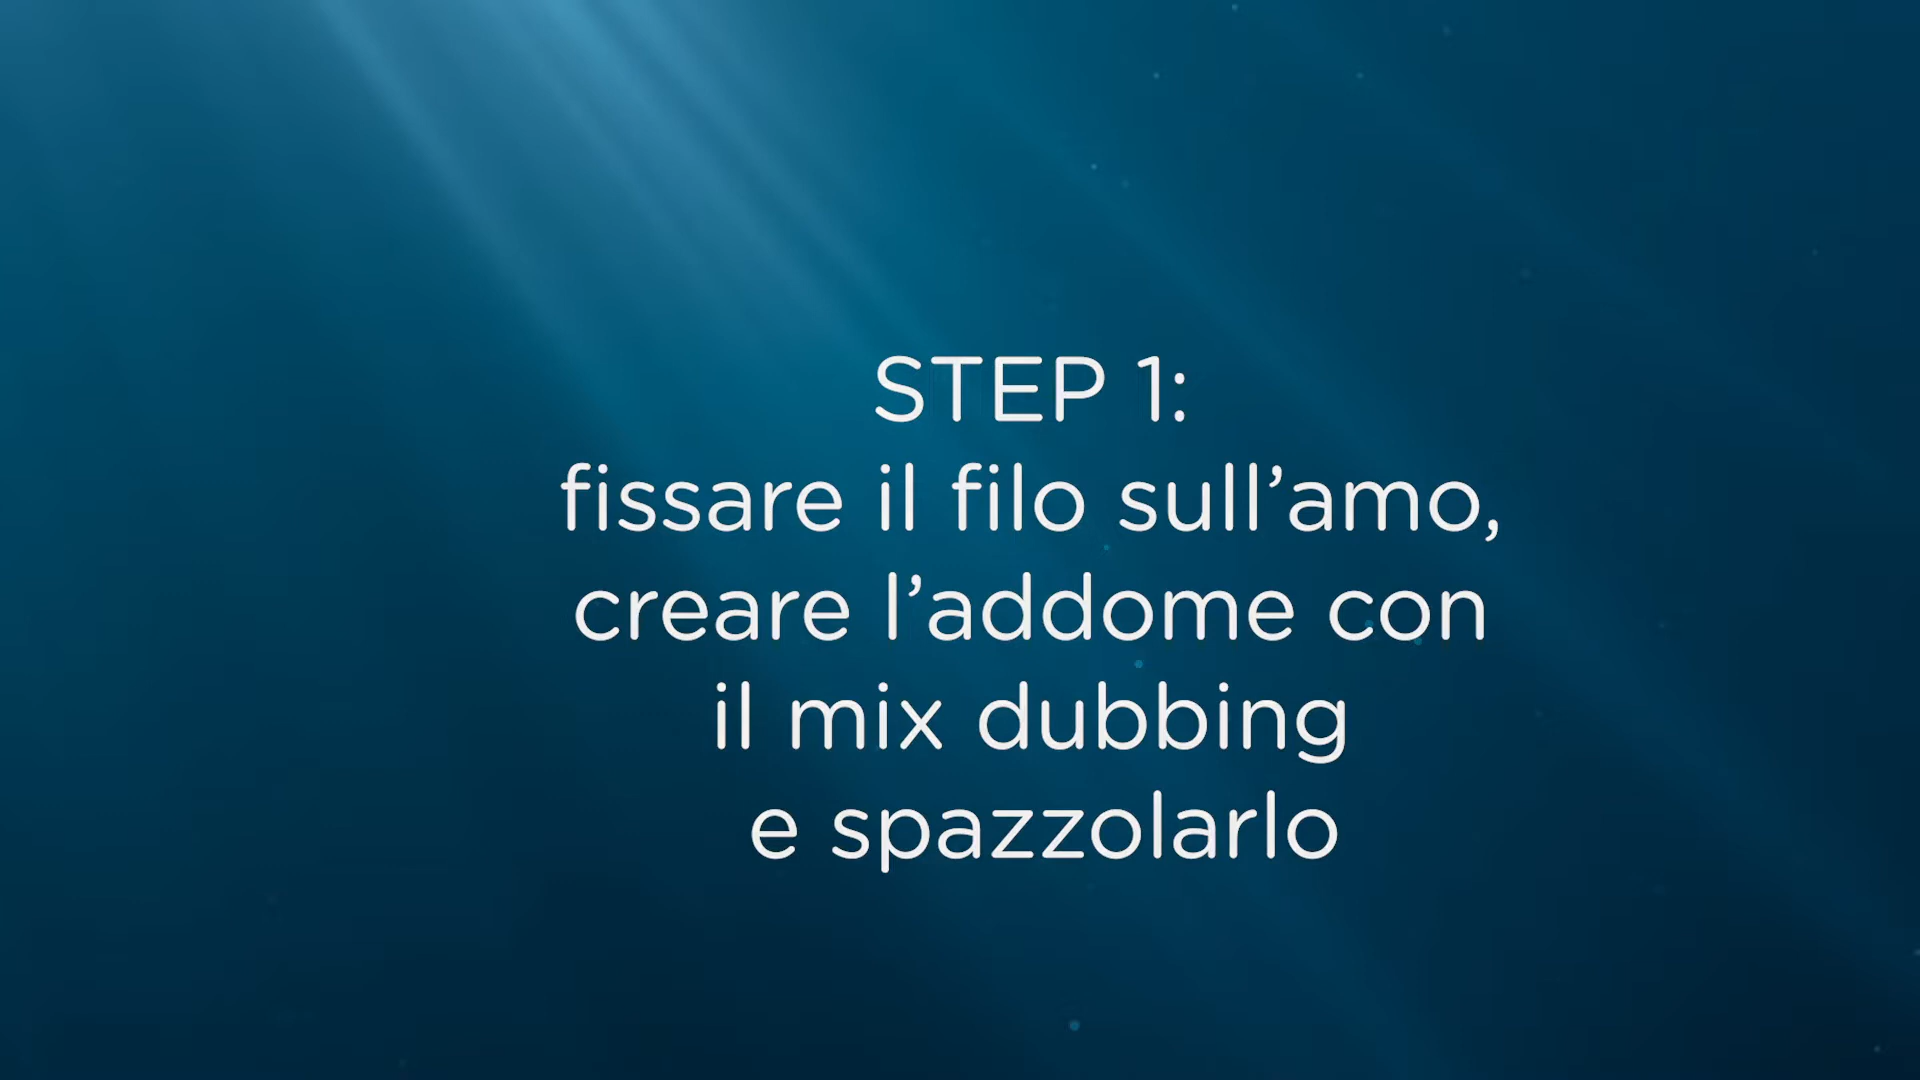 STEP 1:
fissare il filo sull’amo,
creare l’addome con
il mix dubbing
e spazzolarlo